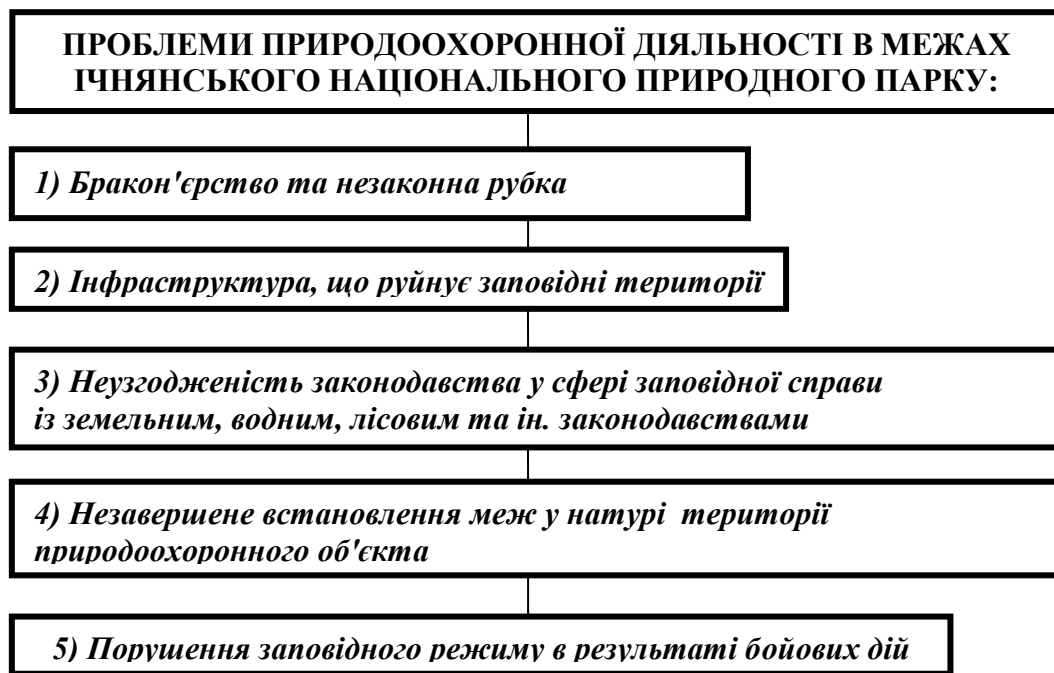 ПРОБЛЕМИ ПРИРОДООХОРОННОЇ ДІЯЛЬНОСТІ В МЕЖАХ
ІЧНЯНСЬКОГО НАЦІОНАЛЬНОГО ПРИРОДНОГО ПАРКУ:
1) Бракон'єрство та незаконна рубка
2) Інфраструктура, що руйнує заповідні території
3) Неузгодженість законодавства у сфері заповідної справи
із земельним, водним, лісовим та ін. законодавствами
4) Незавершене встановлення меж у натурі території
природоохоронного об'єкта
5) Порушення заповідного режиму в результаті бойових дій